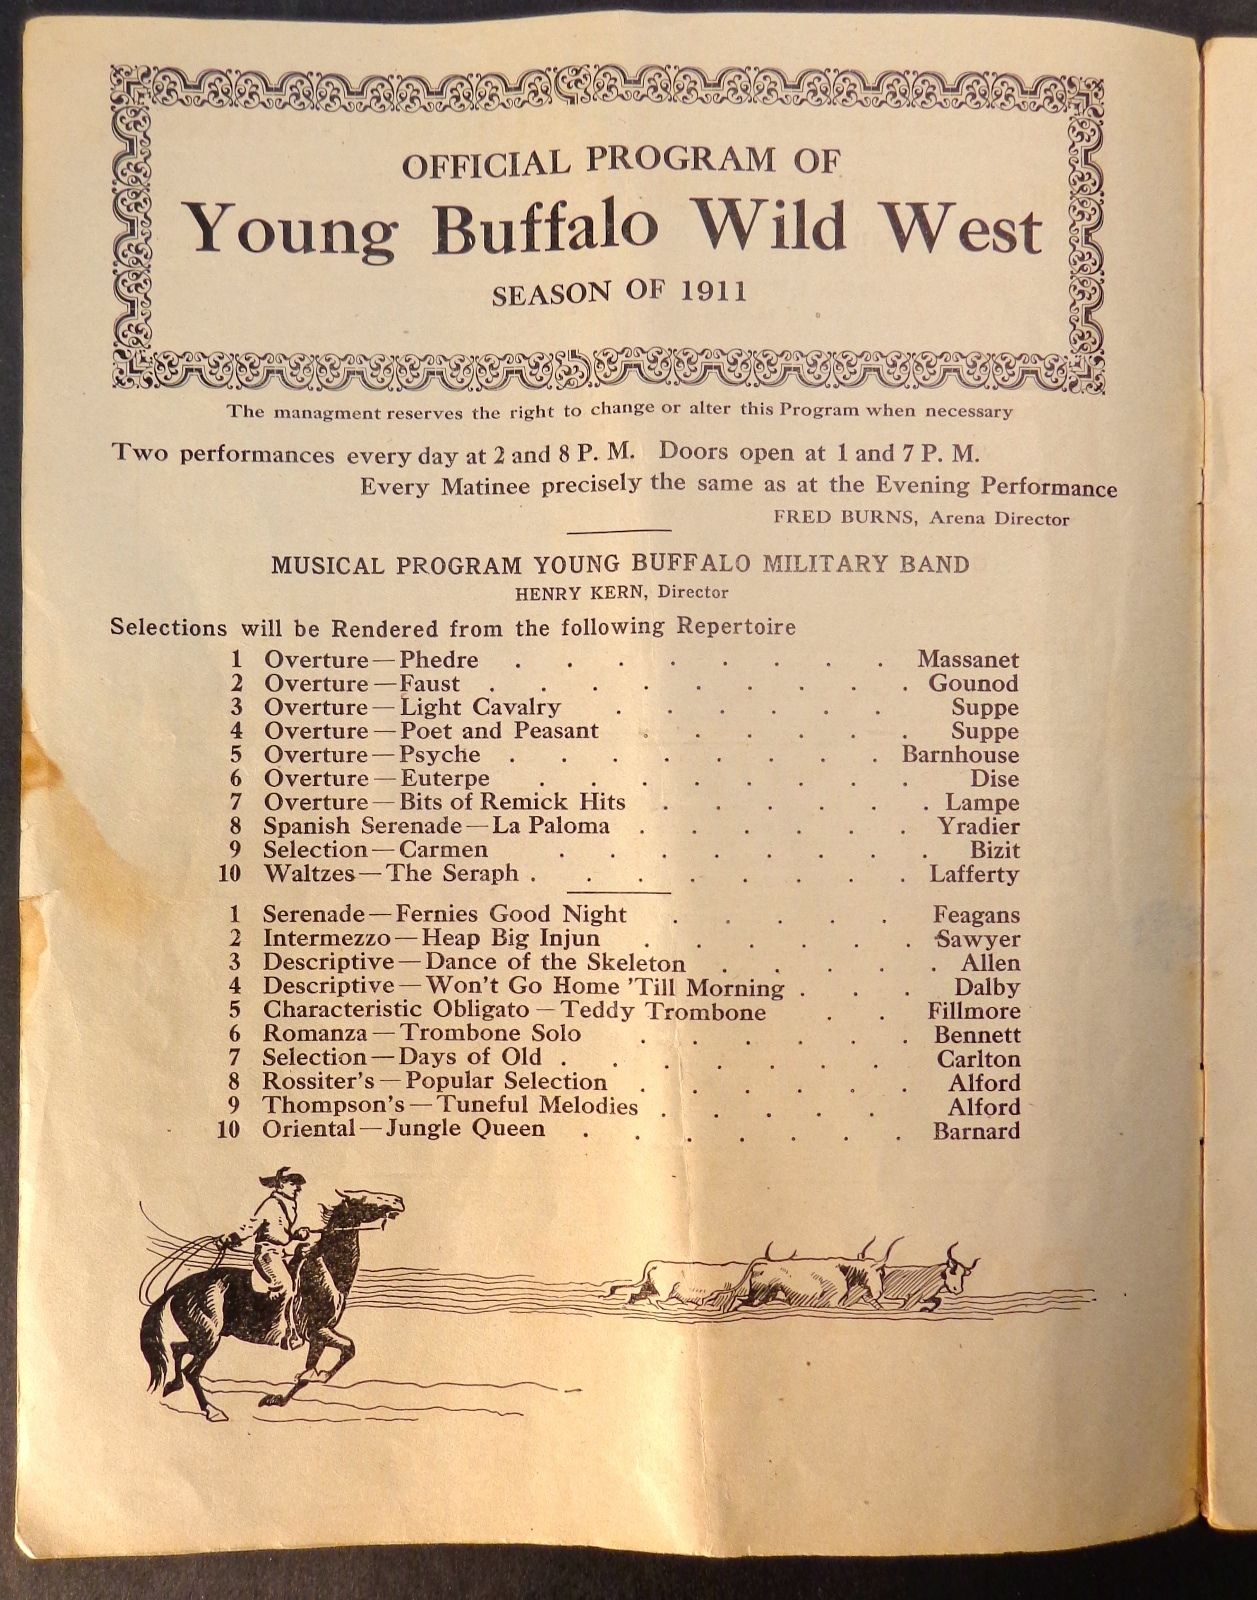 OFFICIAL PROGRAM OF
Young Buffalo Wild West
SEASON OF 1911
The managment reserves the right to change or alter this Program when necessary
Two performances every day at 2 and 8 P. M. Doors open at 1 and 7 P. M.
Every Matinee precisely the same as at the Evening Performance
FRED BURNS, Arena Director
MUSICAL PROGRAM YOUNG BUFFALO MILITARY BAND
HENRY KERN, Director
Selections will be Rendered from the following Repertoire
1 Overture—Phedre . . . . . . . . Massanet
2 Overture—Faust . . . . . . . . . Gounod
3 Overture—Light Cavalry . . . . . . Suppe
4 Overture—Poet and Peasant . . . . . . Suppe
5 Overture—Psyche . . . . . . . . Barnhouse
6 Overture—Euterpe . . . . . . . . Dise
7 Overture—Bits of Remick Hits . . . . . . Lampe
8 Spanish Serenade—La Paloma . . . . . . Yradier
9 Selection—Carmen . . . . . . . . Bizit
10 Waltzes—The Seraph . . . . . . . . Lafferty
1 Serenade—Fernies Good Night . . . . . Feagans
2 Intermezzo—Heap Big Injun . . . . . . Sawyer
3 Descriptive—Dance of the Skeleton . . . . . Allen
4 Descriptive—Won't Go Home 'Till Morning . . . Dalby
5 Characteristic Obligato—Teddy Trombone . . Fillmore
6 Romanza—Trombone Solo . . . . . . Bennett
7 Selection—Days of Old . . . . . . . Carlton
8 Rossiter's—Popular Selection . . . . . . Alford
9 Thompson's—Tuneful Melodies . . . . . Alford
10 Oriental—Jungle Queen . . . . . . . Barnard